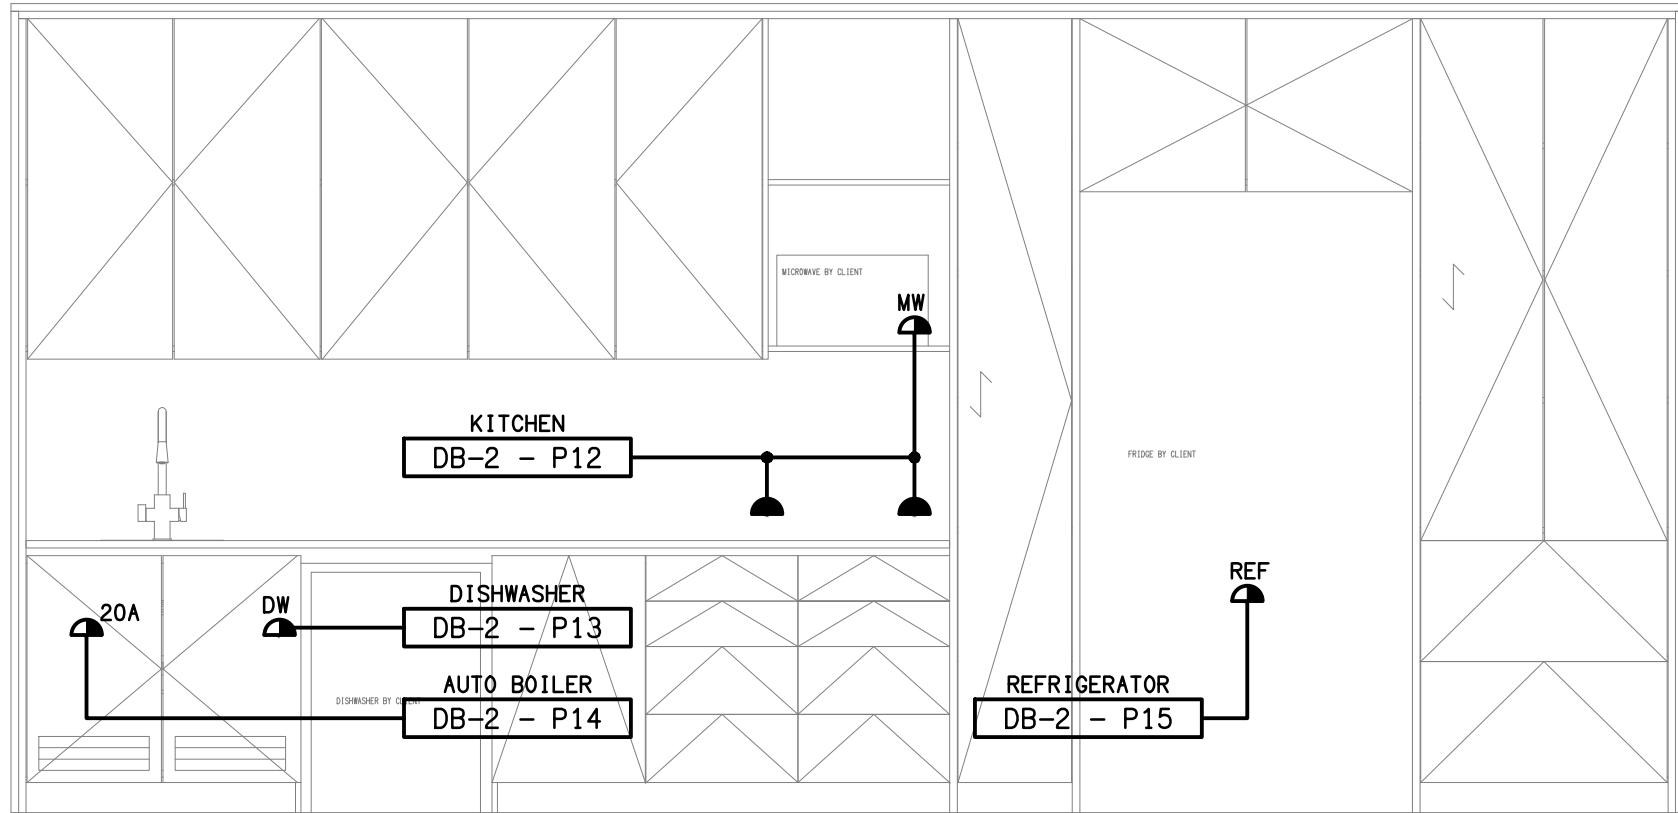 MICROWAVE BY CLIENT
MW
KITCHEN
DB-2 - P12
FRIDGE BY CLIENT
REF
20A
DW
DISHWASHER
DB-2 - P13
AUTO BOILER
DISHWASHER BY CLIENT
DB-2 - P14
REFRIGERATOR
DB-2 - P15